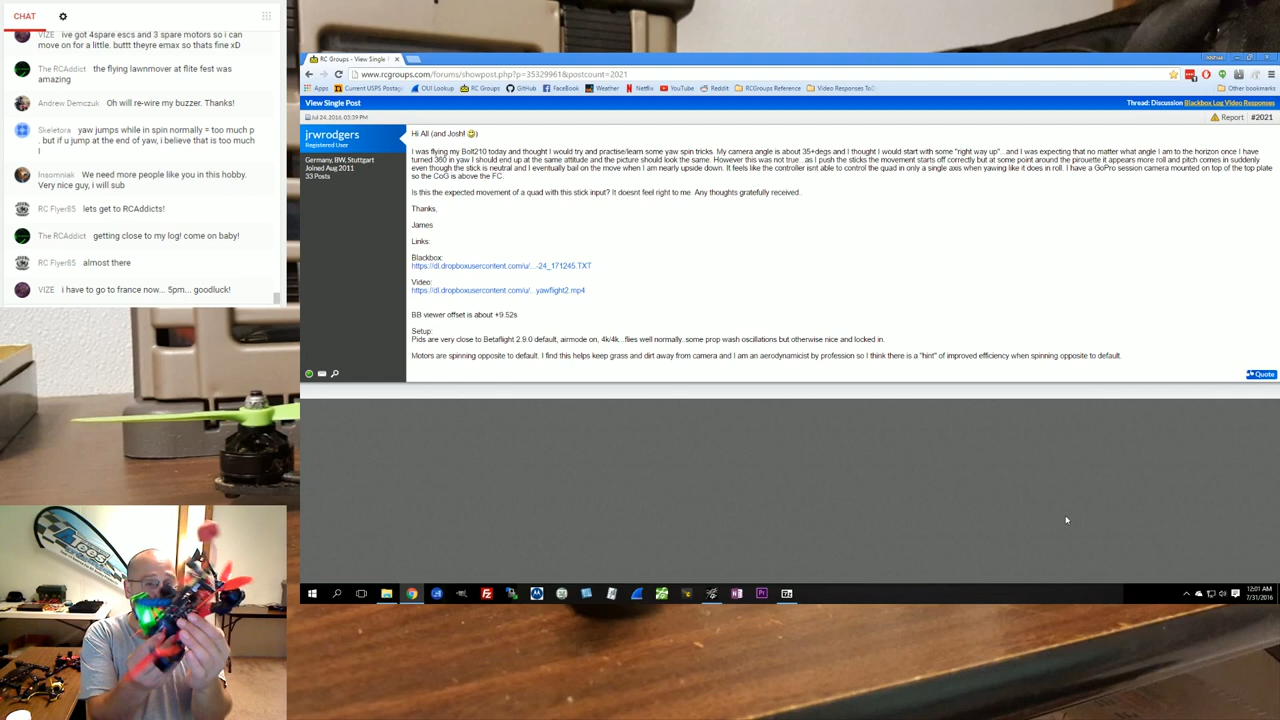 CHAT
VIZE ive got 4spare escs and 3 spare motors so i can
move on for a little. buttt theyre emax so thats fine xD
The RCAddict the flying lawnmover at flite fest was
amazing
Andrew Demczuk Oh will re-wire my buzzer. Thanks!
Skeletora yaw jumps while in spin normally = too much p
, but if u jump at the end of yaw, i believe that is too much
I
Insomniak We need more people like you in this hobby.
Very nice guy, i will sub
RC Flyer85 lets get to RCAddicts!
The RCAddict getting close to my log! come on baby!
RC Flyer85 almost there
VIZE i have to go to france now... 5pm... goodluck!
RC Groups - View Single
www.rcgroups.com/forums/showpost.php?p=35329961&postcount=2021
Apps Current USPS Postag OUI Lookup RC Groups GitHub FaceBook Weather Netflix YouTube Reddit RCGroups Reference Video Responses ToD Other bookmarks
View Single Post
Thread: Discussion Blackbox Log Video Responses
Jul 24, 2016, 05:39 PM
Report #2021
jrwrodgers
Registered User
Germany, BW, Stuttgart
Joined Aug 2011
33 Posts
Hi All (and Josh! )
I was flying my Bolt210 today and thought I would try and practise/learn some yaw spin tricks. My camera angle is about 35+degs and I thought I would start with some "right way up"...and I was expecting that no matter what angle I am to the horizon once I have
turned 360 in yaw I should end up at the same attitude and the picture should look the same. However this was not true...as I push the sticks the movement starts off correctly but at some point around the pirouette it appears more roll and pitch comes in suddenly
even though the stick is neutral and I eventually bail on the move when I am nearly upside down. It feels like the controller isnt able to control the quad in only a single axis when yawing like it does in roll. I have a GoPro session camera mounted on top of the top plate
so the CoG is above the FC.
Is this the expected movement of a quad with this stick input? It doesnt feel right to me. Any thoughts gratefully received.
Thanks,
James
Links:
Blackbox:
https://dl.dropboxusercontent.com/u/...-24_171245.TXT
Video:
https://dl.dropboxusercontent.com/u/...yawflight2.mp4
BB viewer offset is about +9.52s
Setup:
Pids are very close to Betaflight 2.9.0 default, airmode on, 4k/4k...flies well normally..some prop wash oscillations but otherwise nice and locked in.
Motors are spinning opposite to default. I find this helps keep grass and dirt away from camera and I am an aerodynamicist by profession so I think there is a "hint" of improved efficiency when spinning opposite to default.
Quote
12:01 AM
7/31/2016